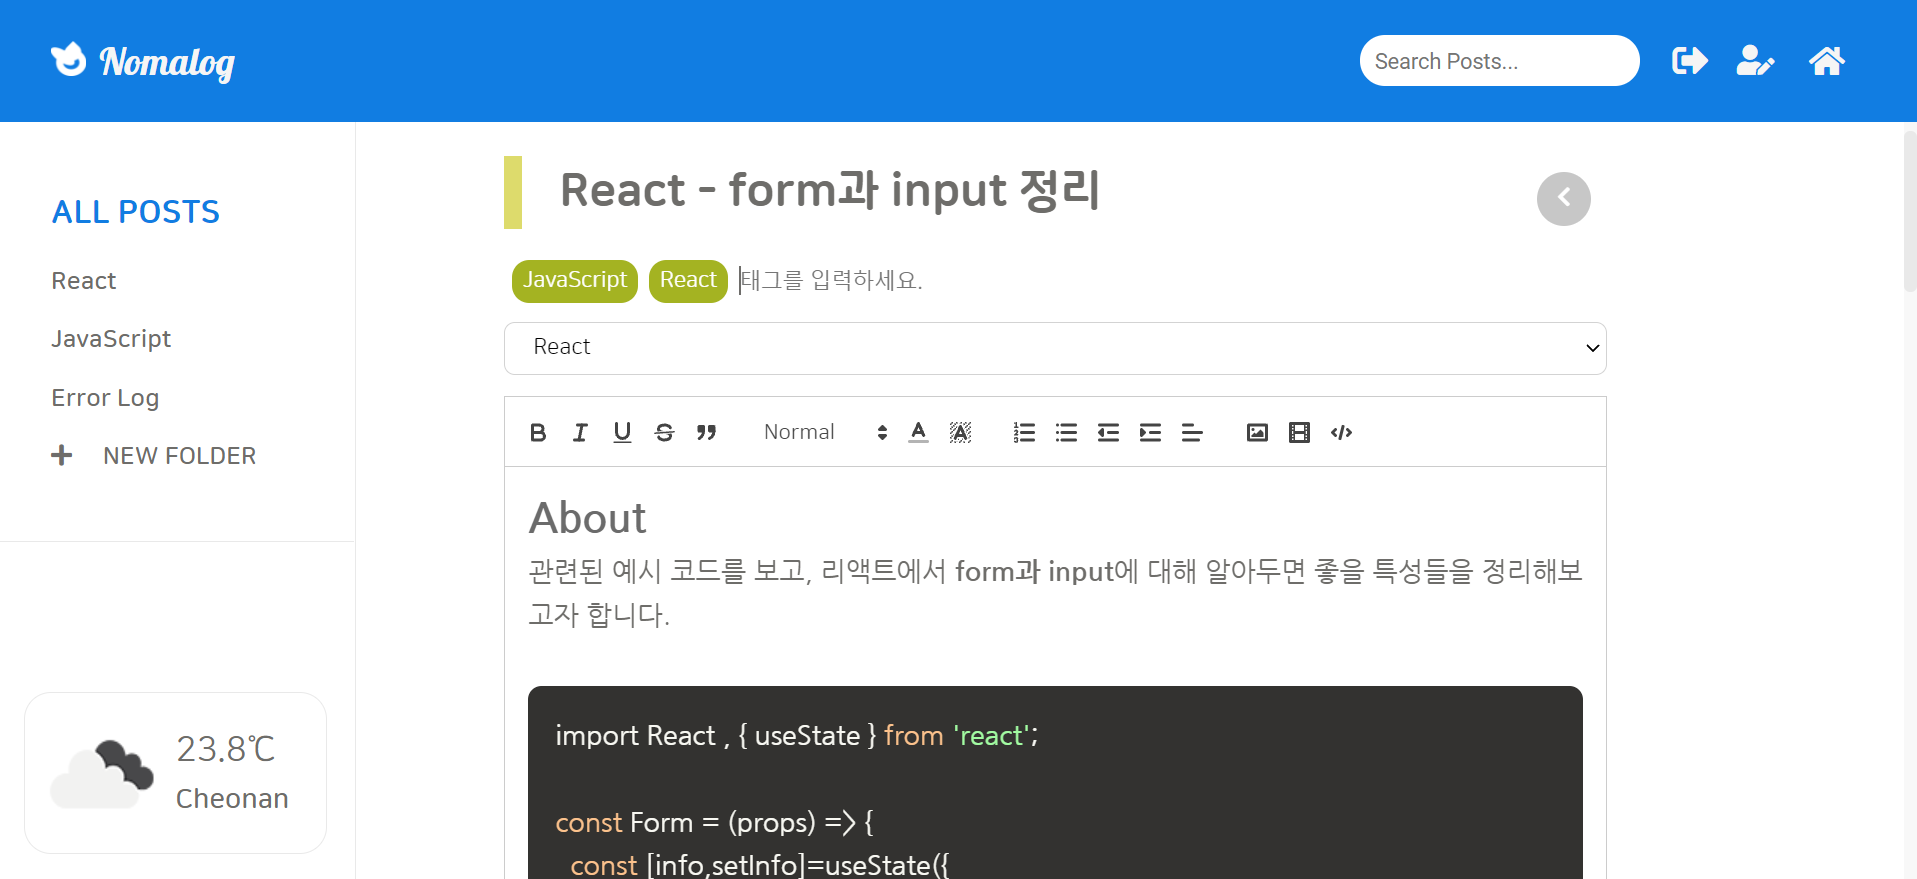 Nomalog
Search Posts...
ALL POSTS
React
JavaScript
Error Log
NEW FOLDER
23.8℃
Cheonan
React - form과 input 정리
JavaScript React 태그를 입력하세요.
React
Normal
About
관련된 예시 코드를 보고, 리액트에서 form과 input에 대해 알아두면 좋을 특성들을 정리해보
고자 합니다.
import React , { useState } from 'react';
const Form = (props) => {
const [info,setInfo]=useState({